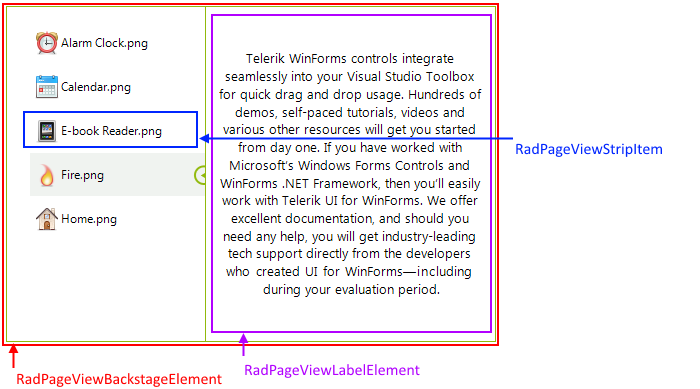 Alarm Clock.png
Calendar.png
E-book Reader.png
Fire.png
Home.png
Telerik WinForms controls integrate
seamlessly into your Visual Studio Toolbox
for quick drag and drop usage. Hundreds of
demos, self-paced tutorials, videos and
various other resources will get you started
from day one. If you have worked with
Microsoft's Windows Forms Controls and
WinForms .NET Framework, then you'll easily
work with Telerik UI for WinForms. We offer
excellent documentation, and should you
need any help, you will get industry-leading
tech support directly from the developers
who created UI for WinForms—including
during your evaluation period.
RadPageViewStripItem
RadPageViewLabelElement
RadPageViewBackstageElement